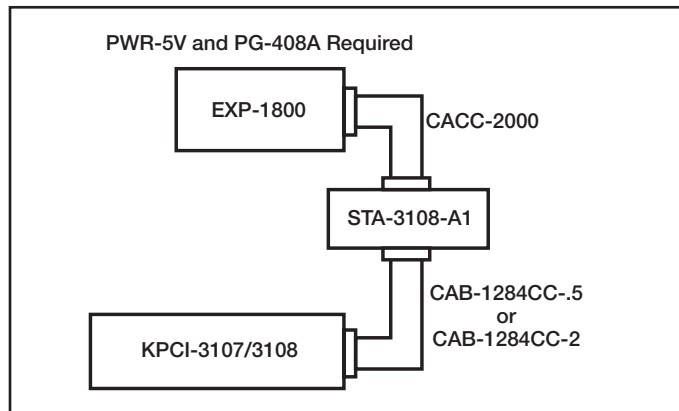 PWR-5V and PG-408A Required
EXP-1800
CACC-2000
STA-3108-A1
CAB-1284CC-.5
or
CAB-1284CC-2
KPCI-3107/3108